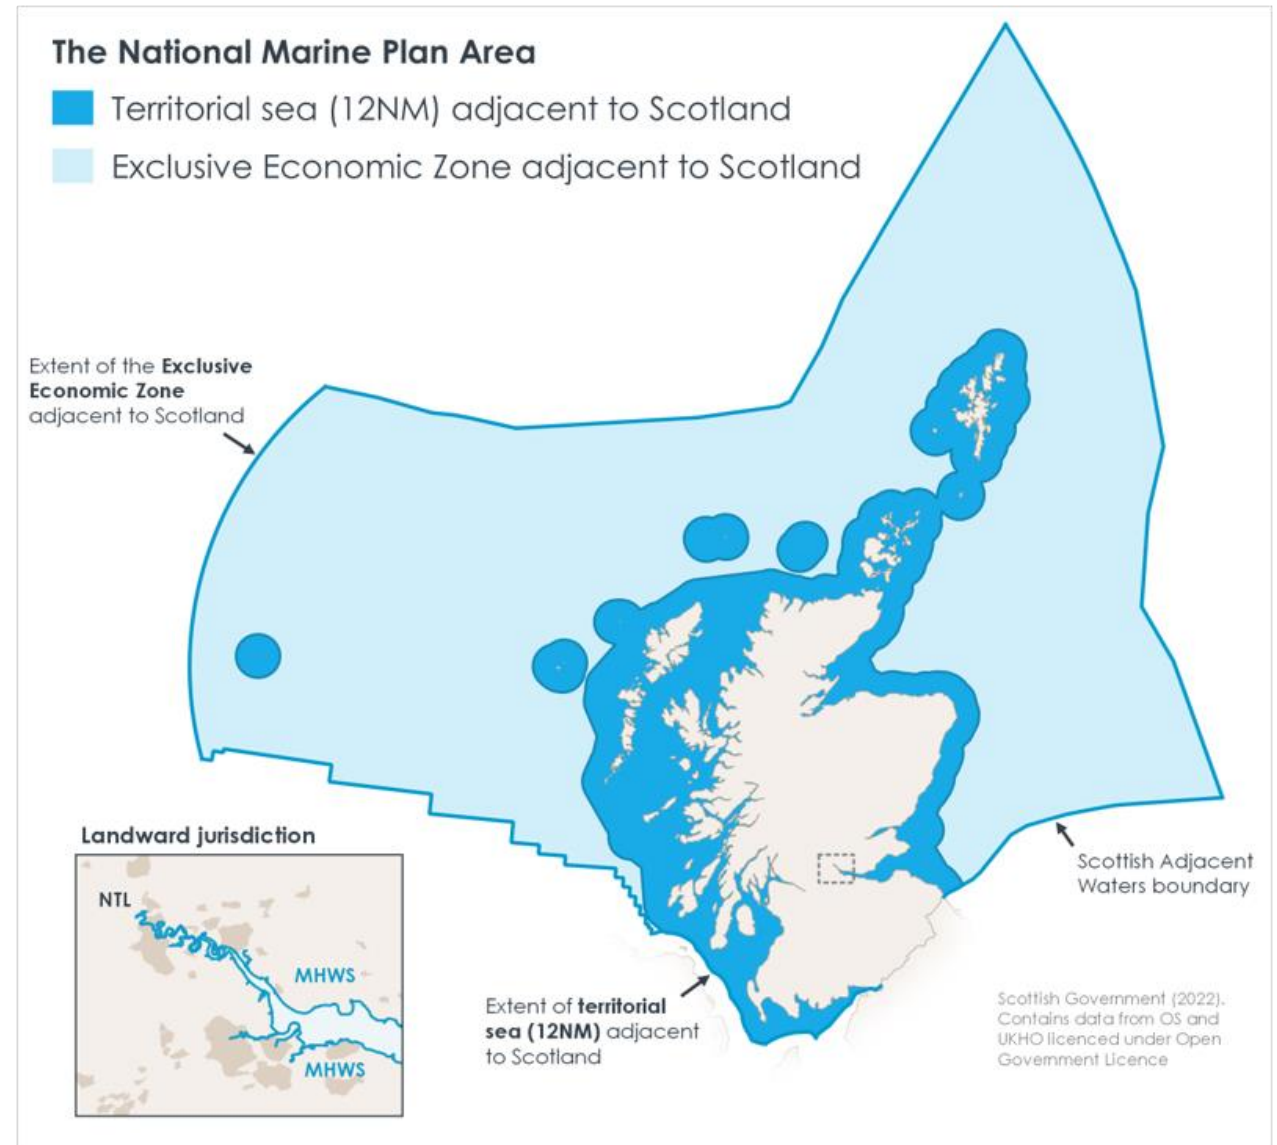 The National Marine Plan Area
Territorial sea (12NM) adjacent to Scotland
Exclusive Economic Zone adjacent to Scotland
Extent of the Exclusive
Economic Zone
adjacent to Scotland
Landward jurisdiction
NTL
MHWS
MHWS
Extent of territorial
sea (12NM) adjacent
to Scotland
Scottish Adjacent
Waters boundary
Scottish Government (2022).
Contains data from OS and
UKHO licenced under Open
Government Licence